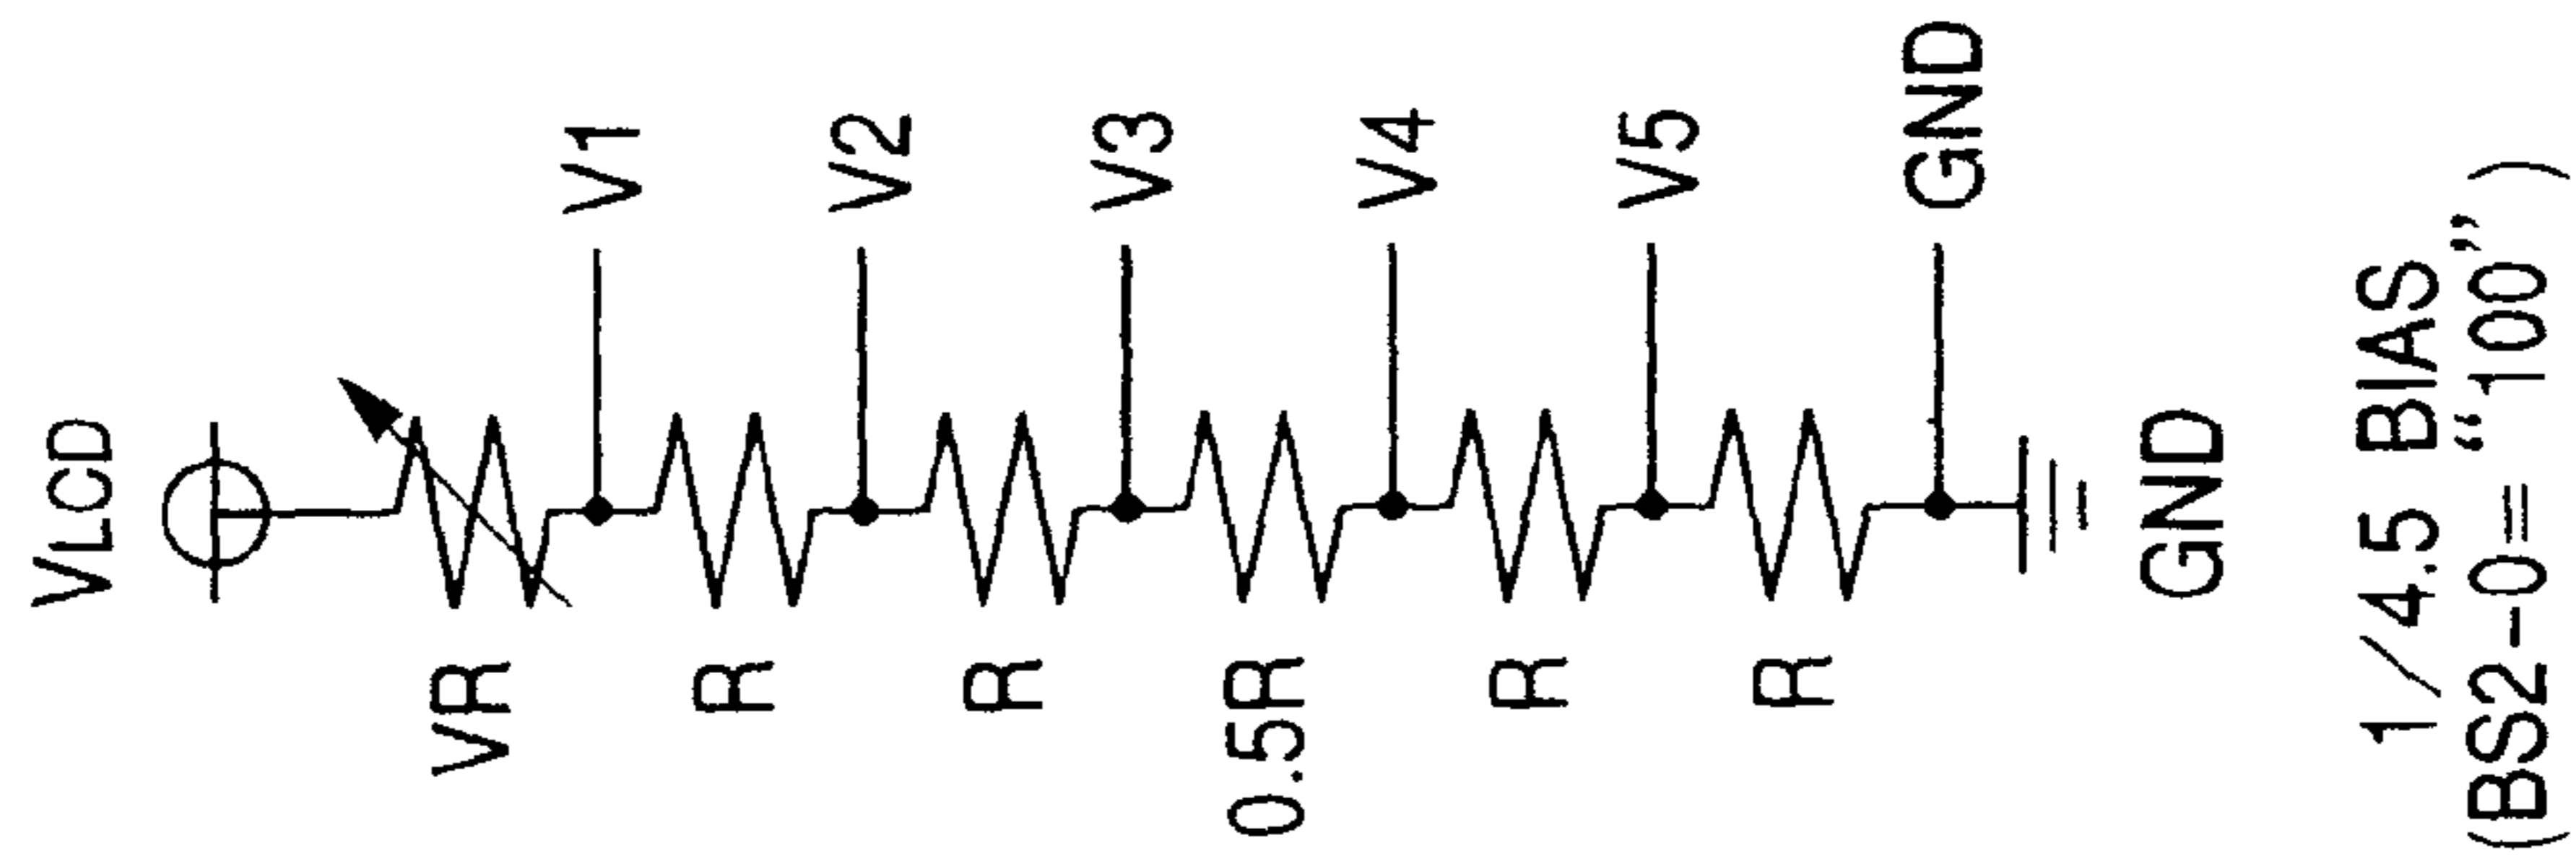 VLCD
VR
V1
R
V2
R
V3
0.5R
V4
R
V5
R
GND
GND
1/4.5 BIAS
(BS2-0= “100”)